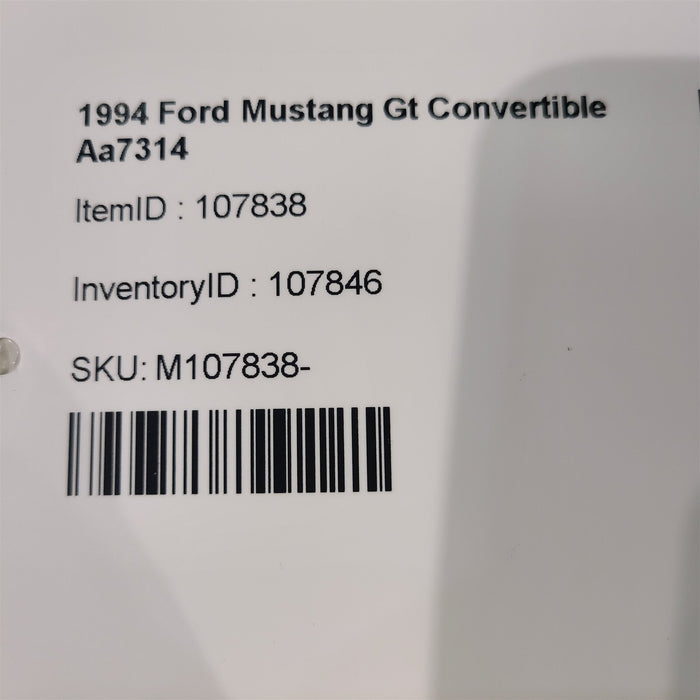 1994 Ford Mustang Gt Convertible
Aa7314
ItemID : 107838
InventoryID : 107846
SKU: M107838-